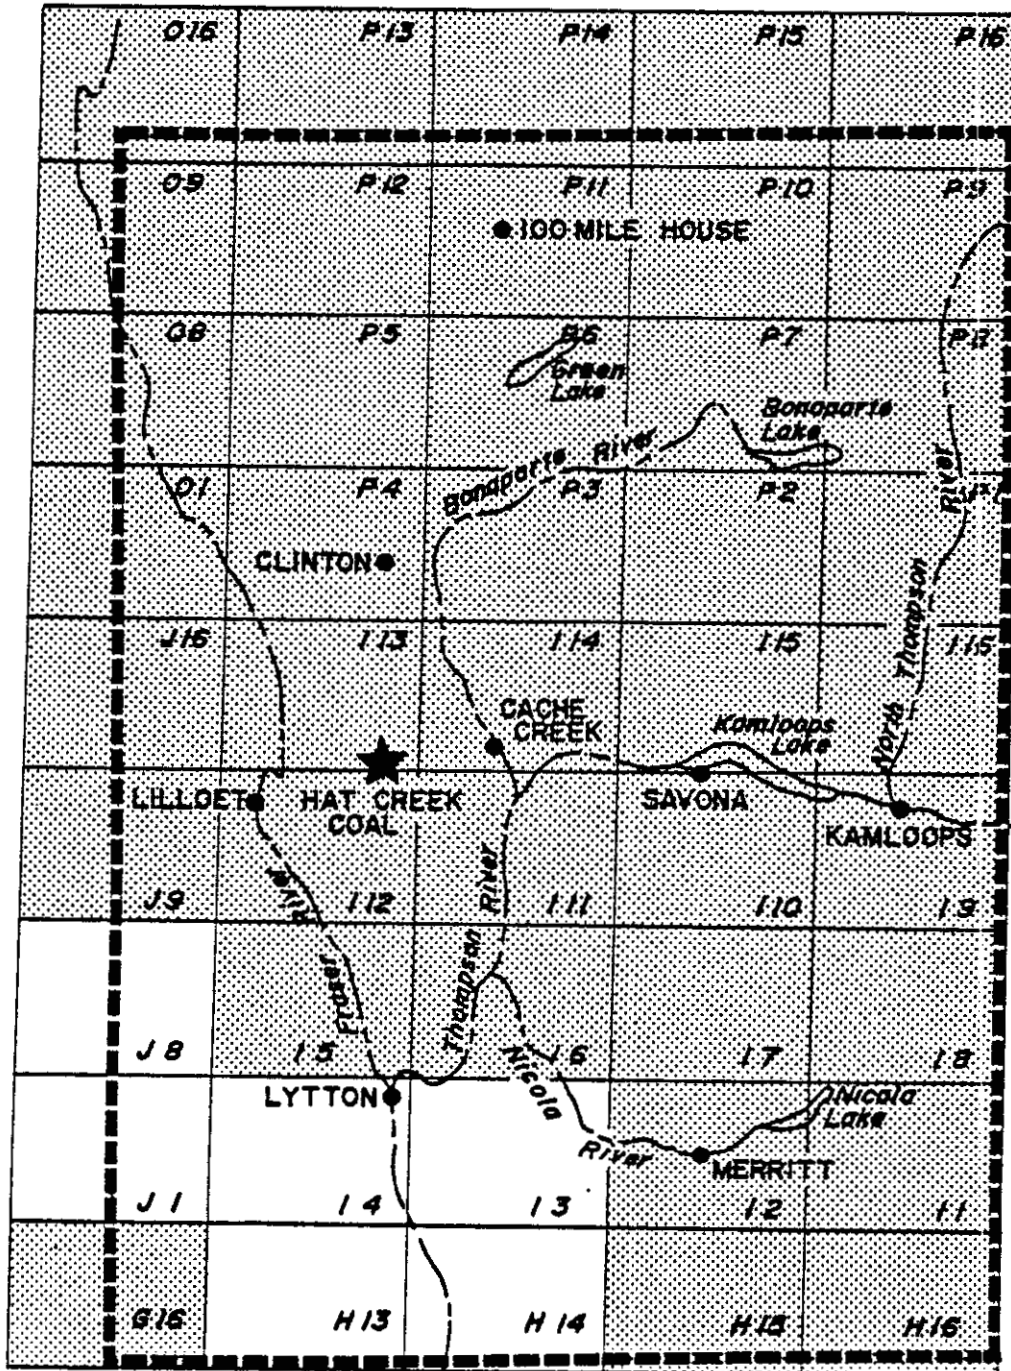 O16 P13 P14 P15 P16
O9 P12 P11 P10 P9
100 MILE HOUSE
O8 P5 P6 P7
Green
Lake
Bonaparte
Lake
Bonaparte River
O1 P4 P3 P2
River
CLINTON
North Thompson
J16 I13 I14 I15 I15
CACHE
CREEK
Kamloops
Lake
LILLOET
HAT CREEK
COAL
SAVONA
KAMLOOPS
River
River
J9 I12 I11 I10 I9
Fraser
Thompson
J8 I5 I6 I7 I8
Nicola
LYTTON
Nicola
Lake
River
MERRITT
J1 I4 I3 I2 I1
G16 H13 H14 H15 H16